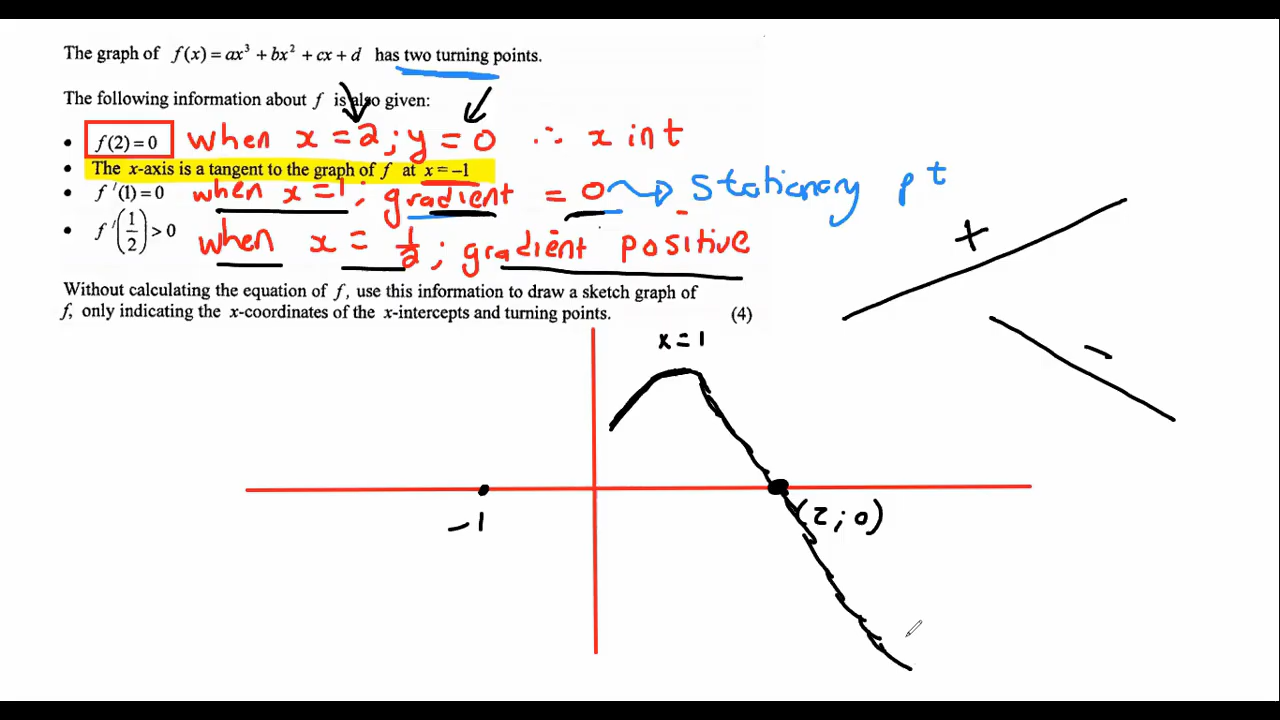 The graph of f(x) = ax³ + bx² + cx + d has two turning points.
The following information about f is also given:
• f(2) = 0 when x = 2; y = 0 ∴ x int
• The x-axis is a tangent to the graph of f at x = −1
• f ′(1) = 0 when x = 1; gradient = 0 → Stationary pt
• f ′(1/2) > 0 when x = 1/2; gradient positive
Without calculating the equation of f, use this information to draw a sketch graph of
f, only indicating the x-coordinates of the x-intercepts and turning points. (4)
+
−
x = 1
−1
(2; 0)